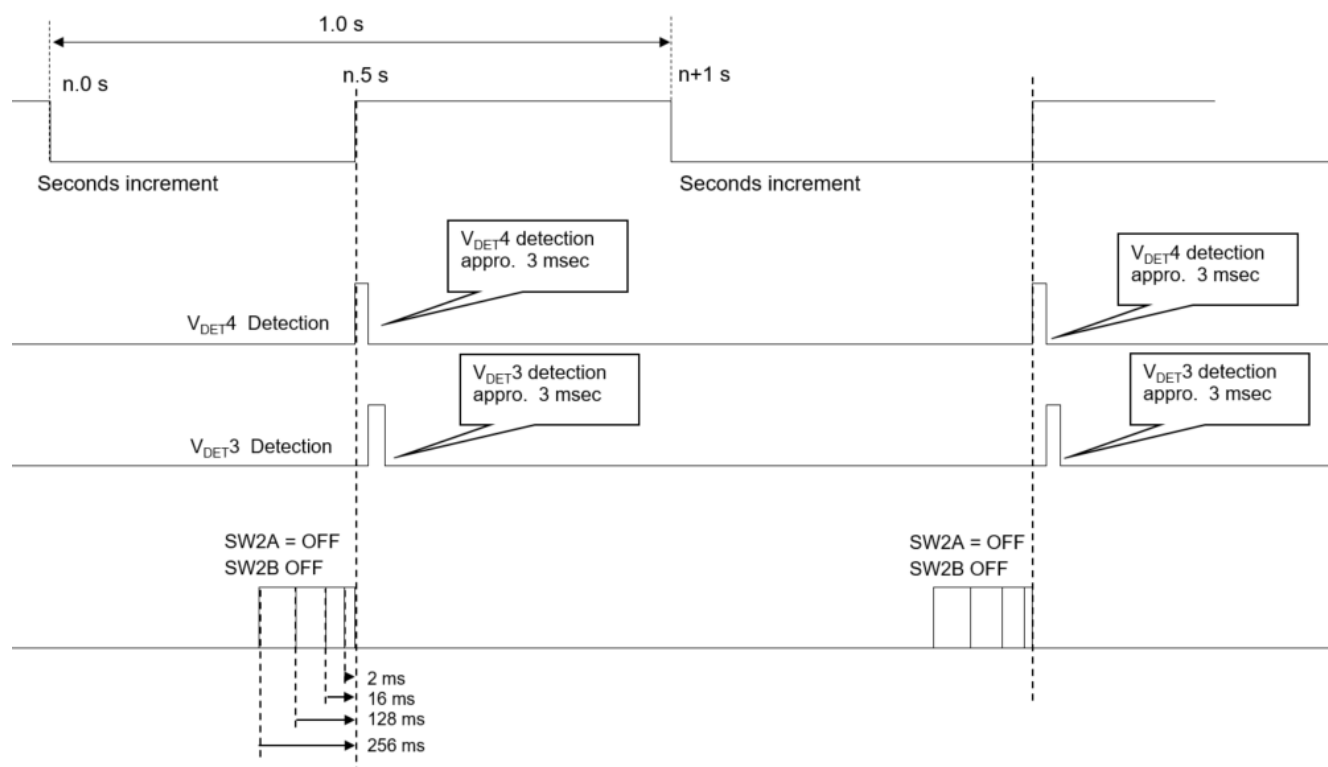 1.0 s
n.0 s
n.5 s
n+1 s
Seconds increment
Seconds increment
VDET4 detection
appro. 3 msec
VDET4 detection
appro. 3 msec
VDET4 Detection
VDET3 detection
appro. 3 msec
VDET3 detection
appro. 3 msec
VDET3 Detection
SW2A = OFF
SW2B OFF
SW2A = OFF
SW2B OFF
2 ms
16 ms
128 ms
256 ms